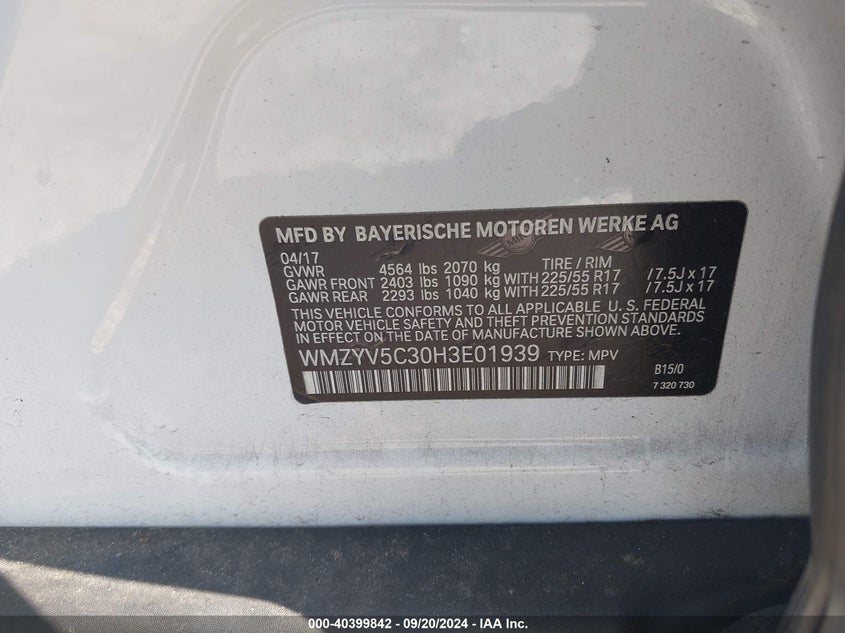 MFD BY BAYERISCHE MOTOREN WERKE AG
04/17 TIRE / RIM
GVWR 4564 lbs 2070 kg
GAWR FRONT 2403 lbs 1090 kg WITH 225/55 R17 /7.5J x 17
GAWR REAR 2293 lbs 1040 kg WITH 225/55 R17 /7.5J x 17
THIS VEHICLE CONFORMS TO ALL APPLICABLE U.S. FEDERAL
MOTOR VEHICLE SAFETY AND THEFT PREVENTION STANDARDS
IN EFFECT ON THE DATE OF MANUFACTURE SHOWN ABOVE.
WMZYV5C30H3E01939 TYPE: MPV
B15/0
7 320 730
000-40399842 - 09/20/2024 - IAA Inc.